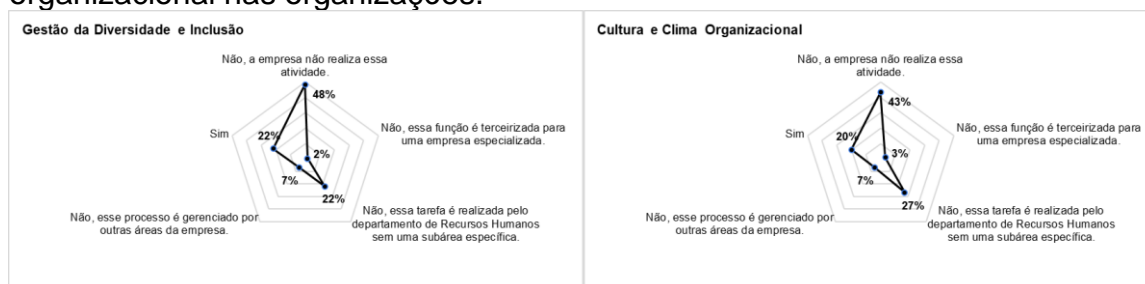 organizacional nas organizações.
Gestão da Diversidade e Inclusão
Não, a empresa não realiza essa
atividade.
48%
Sim
22%
Não, essa função é terceirizada para
uma empresa especializada.
2%
7%
22%
Não, esse processo é gerenciado por
outras áreas da empresa.
Não, essa tarefa é realizada pelo
departamento de Recursos Humanos
sem uma subárea específica.
Cultura e Clima Organizacional
Não, a empresa não realiza essa
atividade.
43%
Sim
20%
Não, essa função é terceirizada para
uma empresa especializada.
3%
7%
27%
Não, esse processo é gerenciado por
outras áreas da empresa.
Não, essa tarefa é realizada pelo
departamento de Recursos Humanos
sem uma subárea específica.